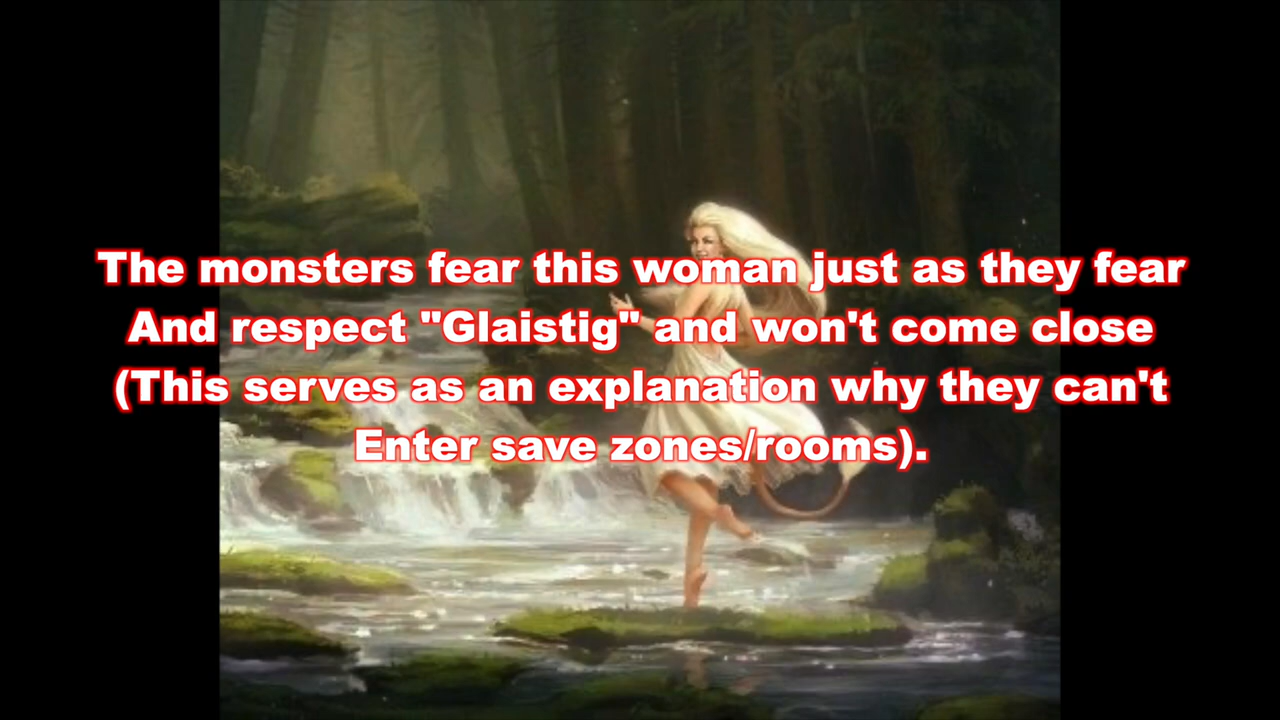 The monsters fear this woman just as they fear
And respect "Glaistig" and won't come close
(This serves as an explanation why they can't
Enter save zones/rooms).